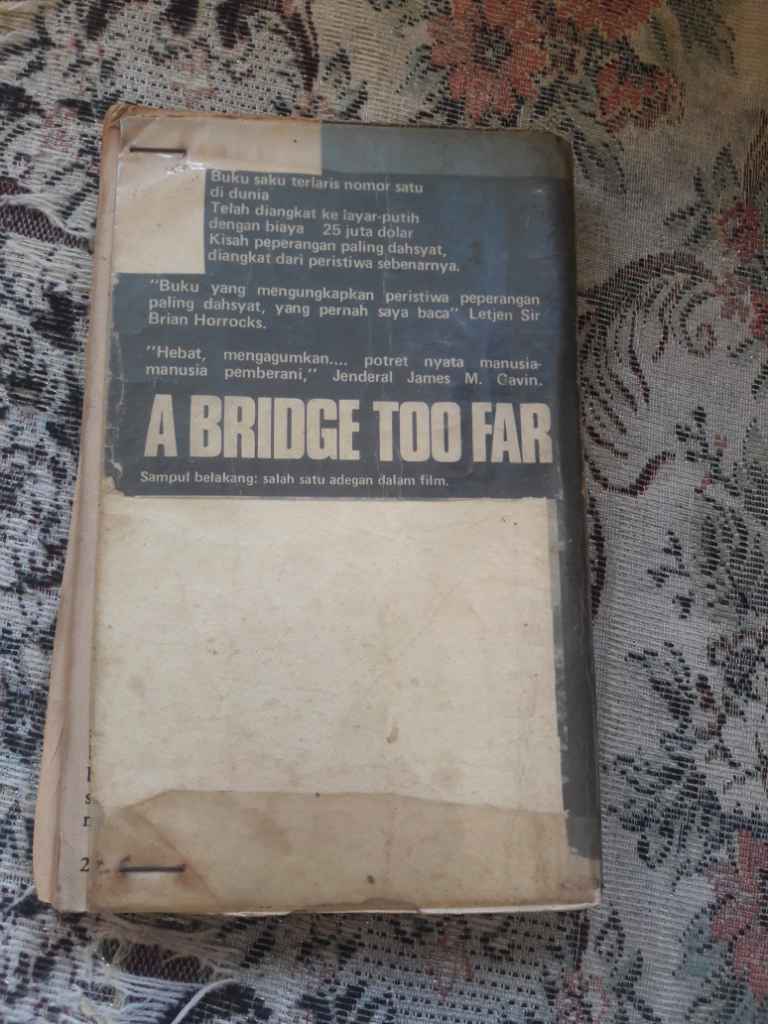 Buku saku terlaris nomor satu
di dunia
Telah diangkat ke layar-putih
dengan biaya 25 juta dolar
Kisah peperangan paling dahsyat,
diangkat dari peristiwa sebenarnya.
"Buku yang mengungkapkan peristiwa peperangan
paling dahsyat, yang pernah saya baca" Letjen Sir
Brian Horrocks.
"Hebat, mengagumkan.... potret nyata manusia-
manusia pemberani," Jenderal James M. Gavin.
A BRIDGE TOO FAR
Sampul belakang: salah satu adegan dalam film.